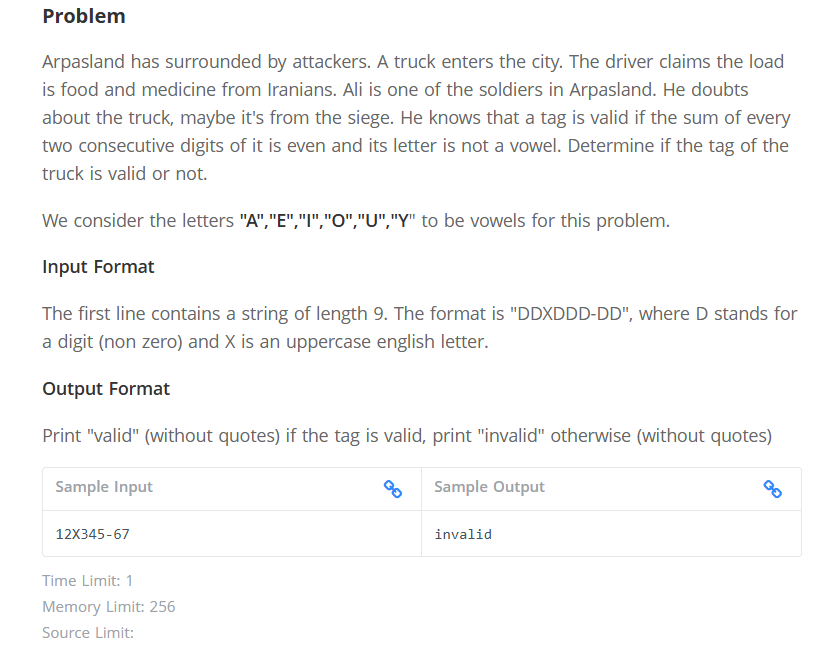 Problem
Arpasland has surrounded by attackers. A truck enters the city. The driver claims the load
is food and medicine from Iranians. Ali is one of the soldiers in Arpasland. He doubts
about the truck, maybe it's from the siege. He knows that a tag is valid if the sum of every
two consecutive digits of it is even and its letter is not a vowel. Determine if the tag of the
truck is valid or not.
We consider the letters "A","E","I","O","U","Y" to be vowels for this problem.
Input Format
The first line contains a string of length 9. The format is "DDXDDD-DD", where D stands for
a digit (non zero) and X is an uppercase english letter.
Output Format
Print "valid" (without quotes) if the tag is valid, print "invalid" otherwise (without quotes)
Sample Input
Sample Output
12X345-67
invalid
Time Limit: 1
Memory Limit: 256
Source Limit: